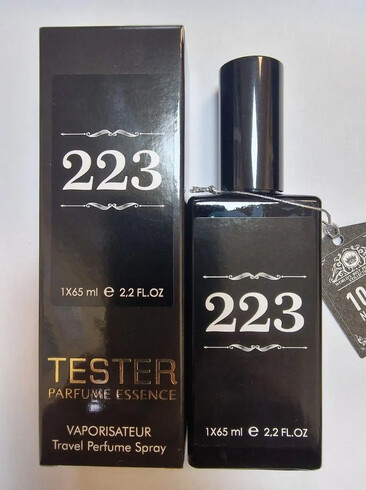 223
1X65 ml e 2,2 FL.OZ
TESTER
PARFUME ESSENCE
VAPORISATEUR
Travel Perfume Spray
223
1X65 ml e 2,2 FL.OZ
10